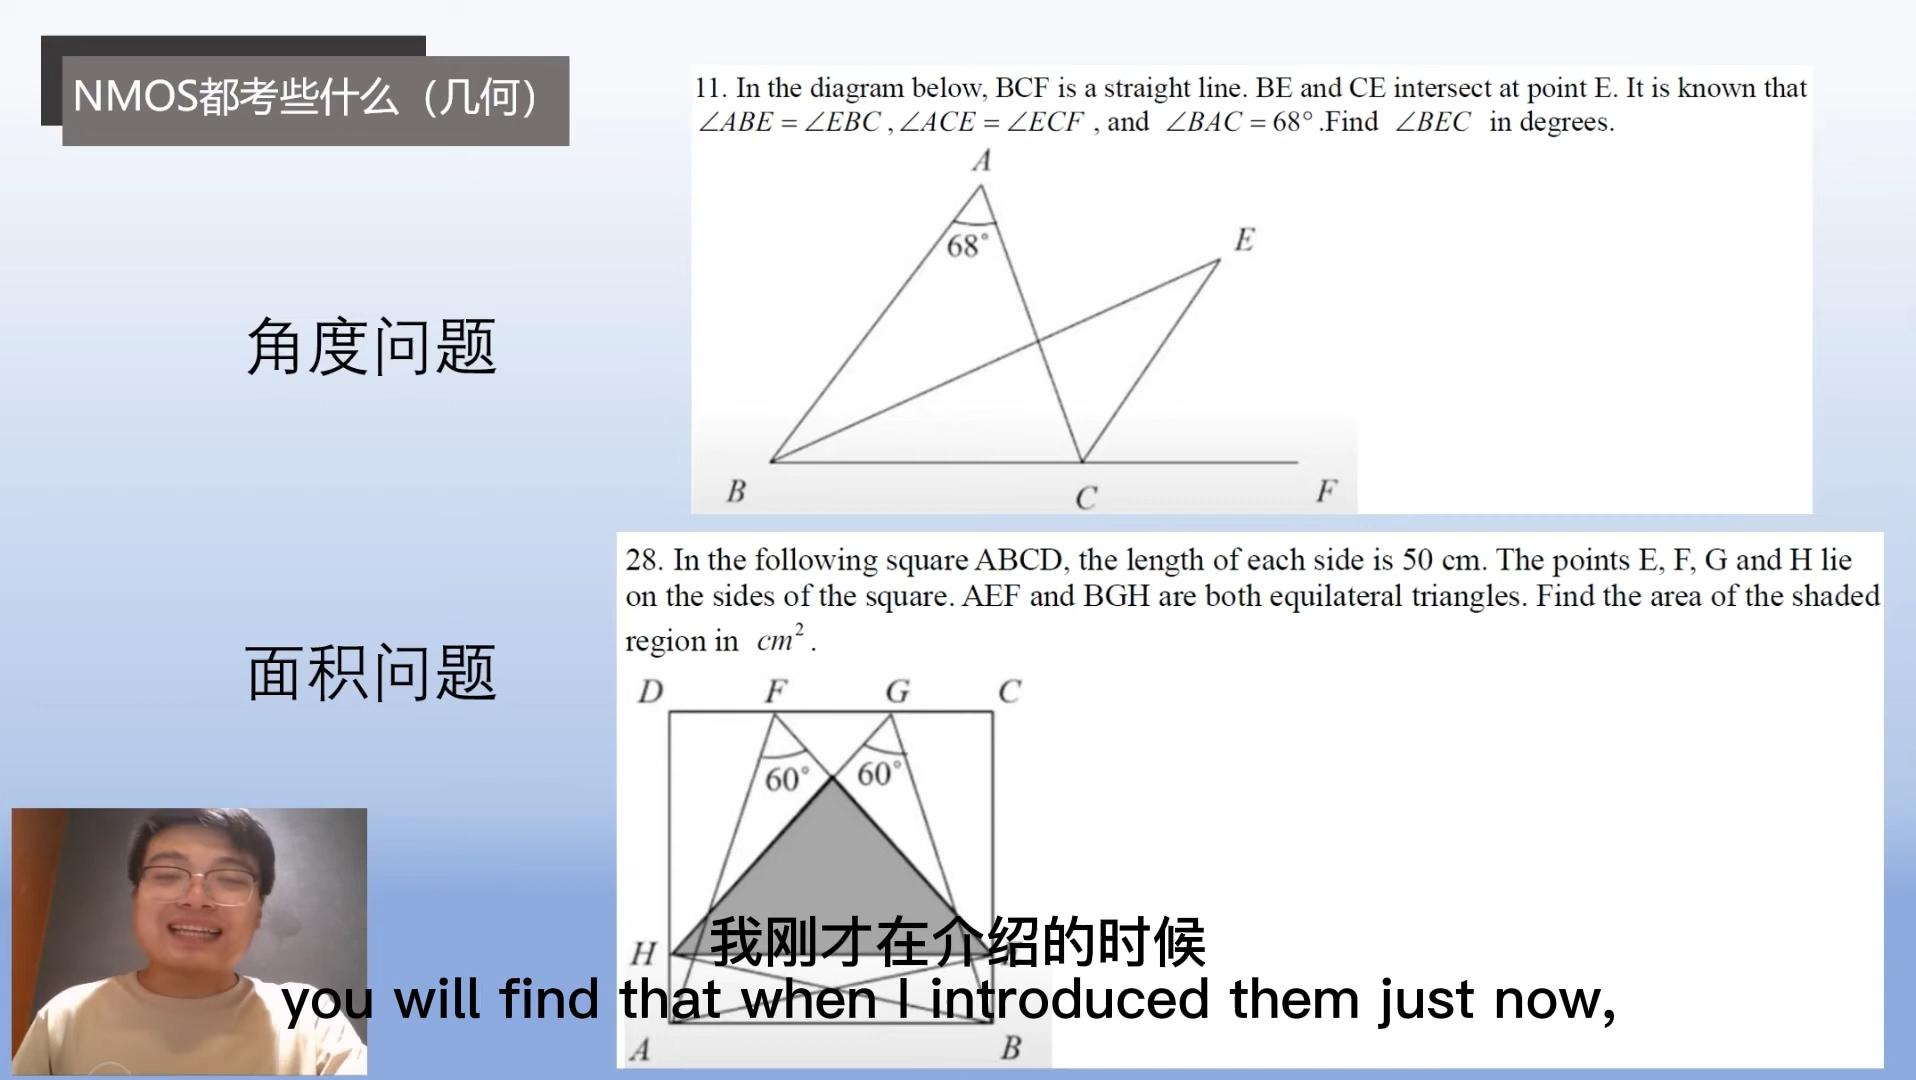 NMOS都考些什么（几何）
11. In the diagram below, BCF is a straight line. BE and CE intersect at point E. It is known that
∠ABE = ∠EBC , ∠ACE = ∠ECF , and ∠BAC = 68° .Find ∠BEC in degrees.
A
68°
E
B
C
F
角度问题
28. In the following square ABCD, the length of each side is 50 cm. The points E, F, G and H lie
on the sides of the square. AEF and BGH are both equilateral triangles. Find the area of the shaded
region in cm².
面积问题
D
F
G
C
60°
60°
H
我刚才在介绍的时候
you will find that when I introduced them just now,
A
B